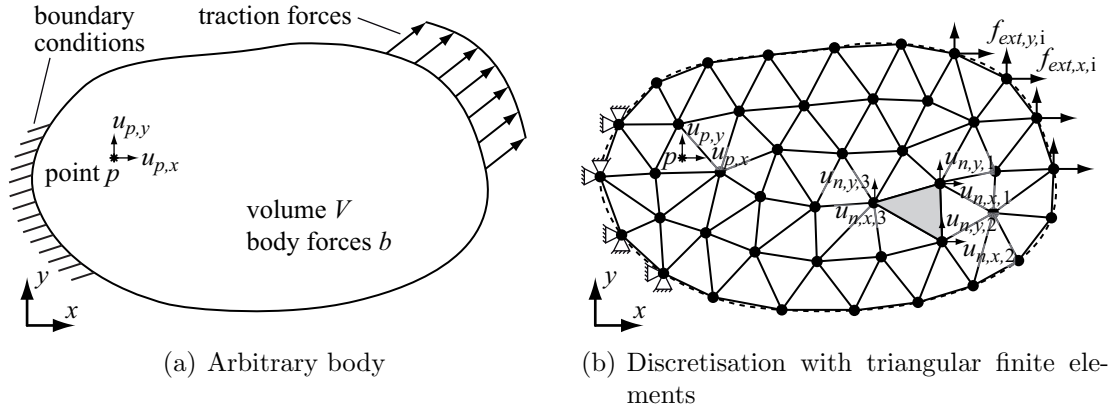 boundary
conditions
traction forces
u_{p,y}
u_{p,x}
point p
volume V
body forces b
y
x
(a) Arbitrary body
f_{ext,y,i}
f_{ext,x,i}
u_{p,y}
p
u_{p,x}
u_{n,y,1}
u_{n,x,1}
u_{n,y,3}
u_{n,x,3}
u_{n,y,2}
u_{n,x,2}
y
x
(b) Discretisation with triangular finite ele-
ments